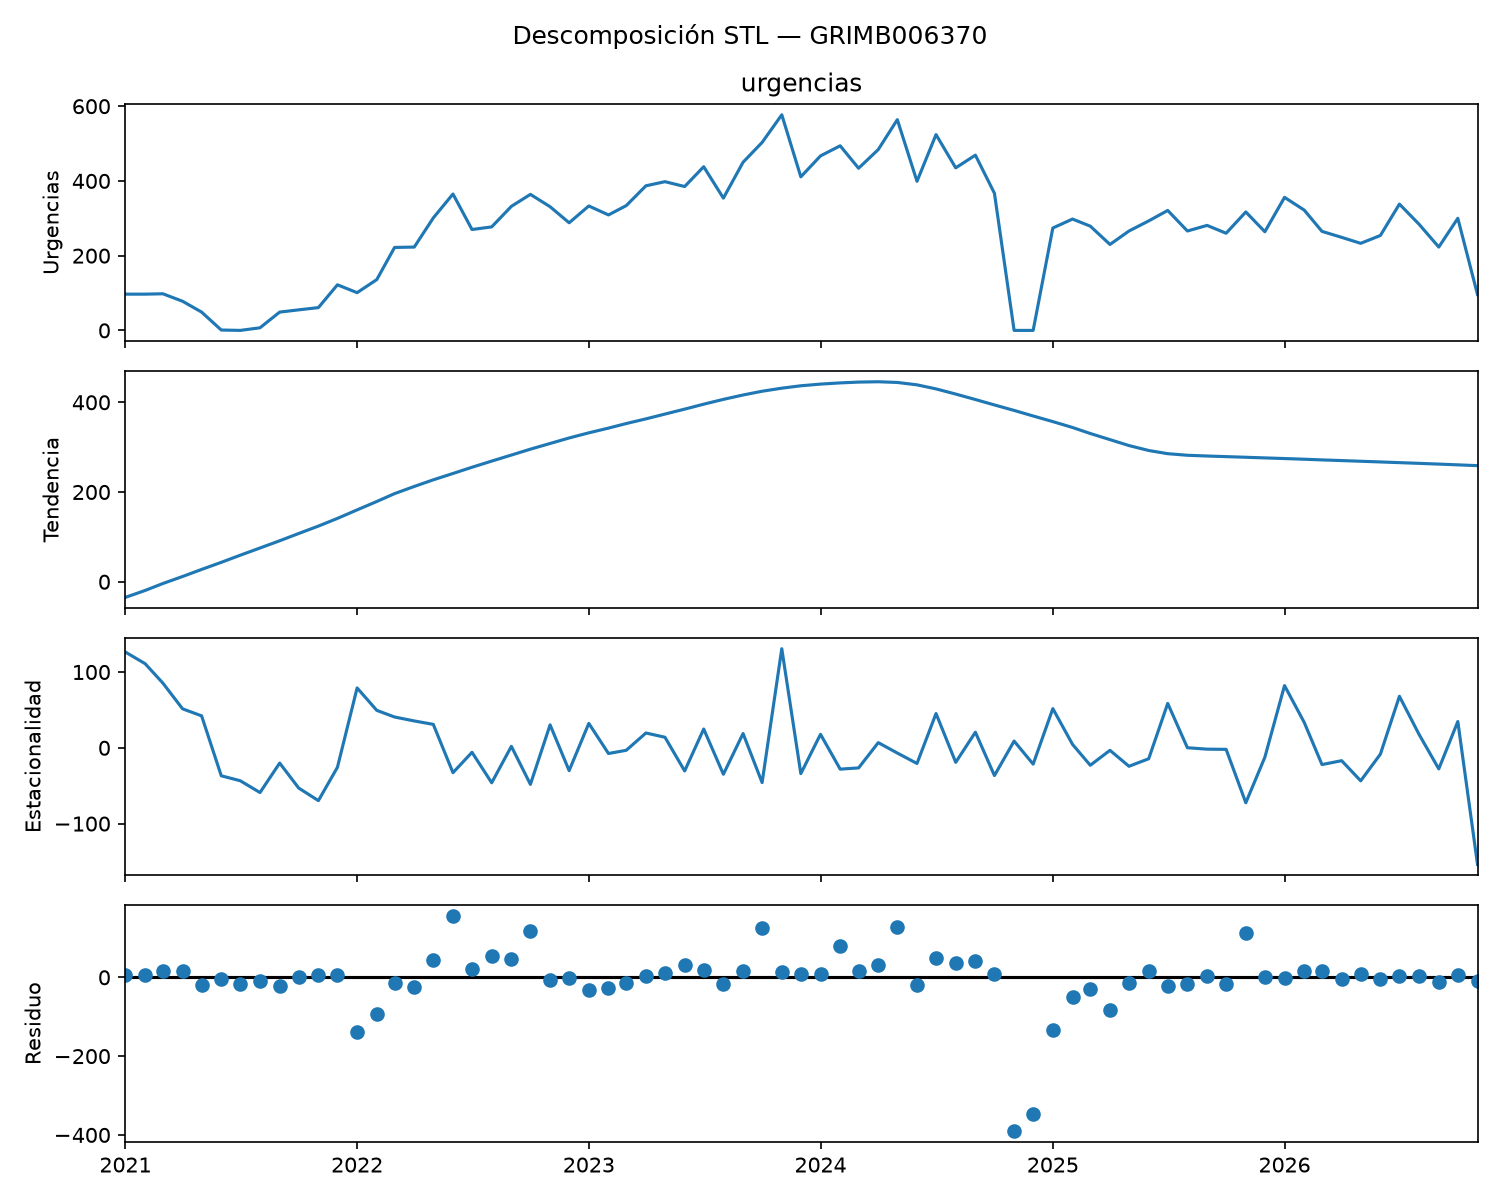 Descomposición STL — GRIMB006370
urgencias
Urgencias
600
400
200
0
Tendencia
400
200
0
Estacionalidad
100
0
−100
Residuo
0
−200
−400
2021 2022 2023 2024 2025 2026